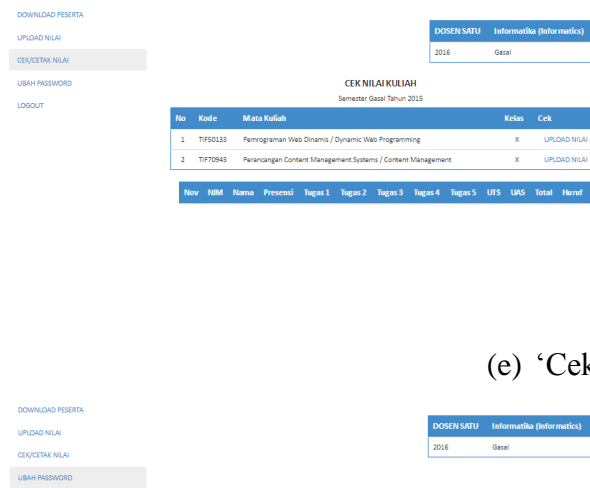 DOWNLOAD PESERTA
UPLOAD NILAI
CEK/CETAK NILAI
UBAH PASSWORD
LOGOUT
DOSEN SATU Informatika (Informatics)
2016 Gasal
CEK NILAI KULIAH
Semester Gasal Tahun 2015
No Kode Mata Kuliah Kelas Cek
1 TIF50133 Pemrograman Web Dinamis / Dynamic Web Programming X UPLOAD NILAI
2 TIF70943 Perancangan Content Management Systems / Content Management X UPLOAD NILAI
Nov NIM Nama Presensi Tugas 1 Tugas 2 Tugas 3 Tugas 4 Tugas 5 UTS UAS Total Huruf
(e) ‘Cek
DOWNLOAD PESERTA
UPLOAD NILAI
CEK/CETAK NILAI
UBAH PASSWORD
DOSEN SATU Informatika (Informatics)
2016 Gasal